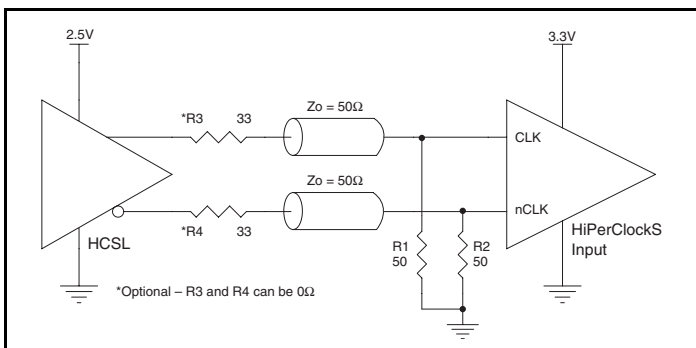 2.5V
3.3V
*R3 33
Zo = 50Ω
CLK
Zo = 50Ω
nCLK
*R4 33
HCSL
R1
50
R2
50
HiPerClockS
Input
*Optional – R3 and R4 can be 0Ω